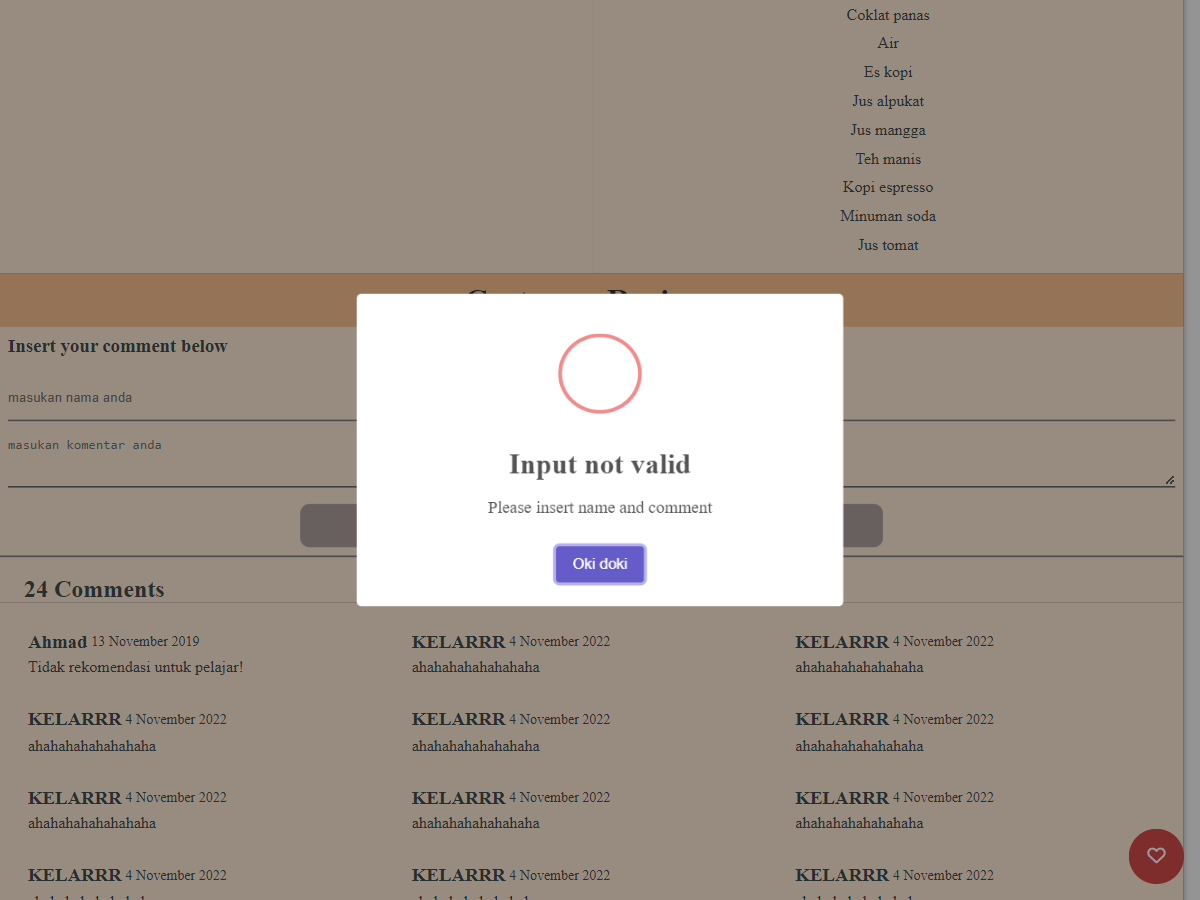 Coklat panas
Air
Es kopi
Jus alpukat
Jus mangga
Teh manis
Kopi espresso
Minuman soda
Jus tomat
Insert your comment below
masukan nama anda
masukan komentar anda
Input not valid
Please insert name and comment
Oki doki
24 Comments
Ahmad 13 November 2019
Tidak rekomendasi untuk pelajar!
KELARRR 4 November 2022
ahahahahahahahaha
KELARRR 4 November 2022
ahahahahahahahaha
KELARRR 4 November 2022
ahahahahahahahaha
KELARRR 4 November 2022
ahahahahahahahaha
KELARRR 4 November 2022
ahahahahahahahaha
KELARRR 4 November 2022
ahahahahahahahaha
KELARRR 4 November 2022
ahahahahahahahaha
KELARRR 4 November 2022
ahahahahahahahaha
KELARRR 4 November 2022
KELARRR 4 November 2022
KELARRR 4 November 2022